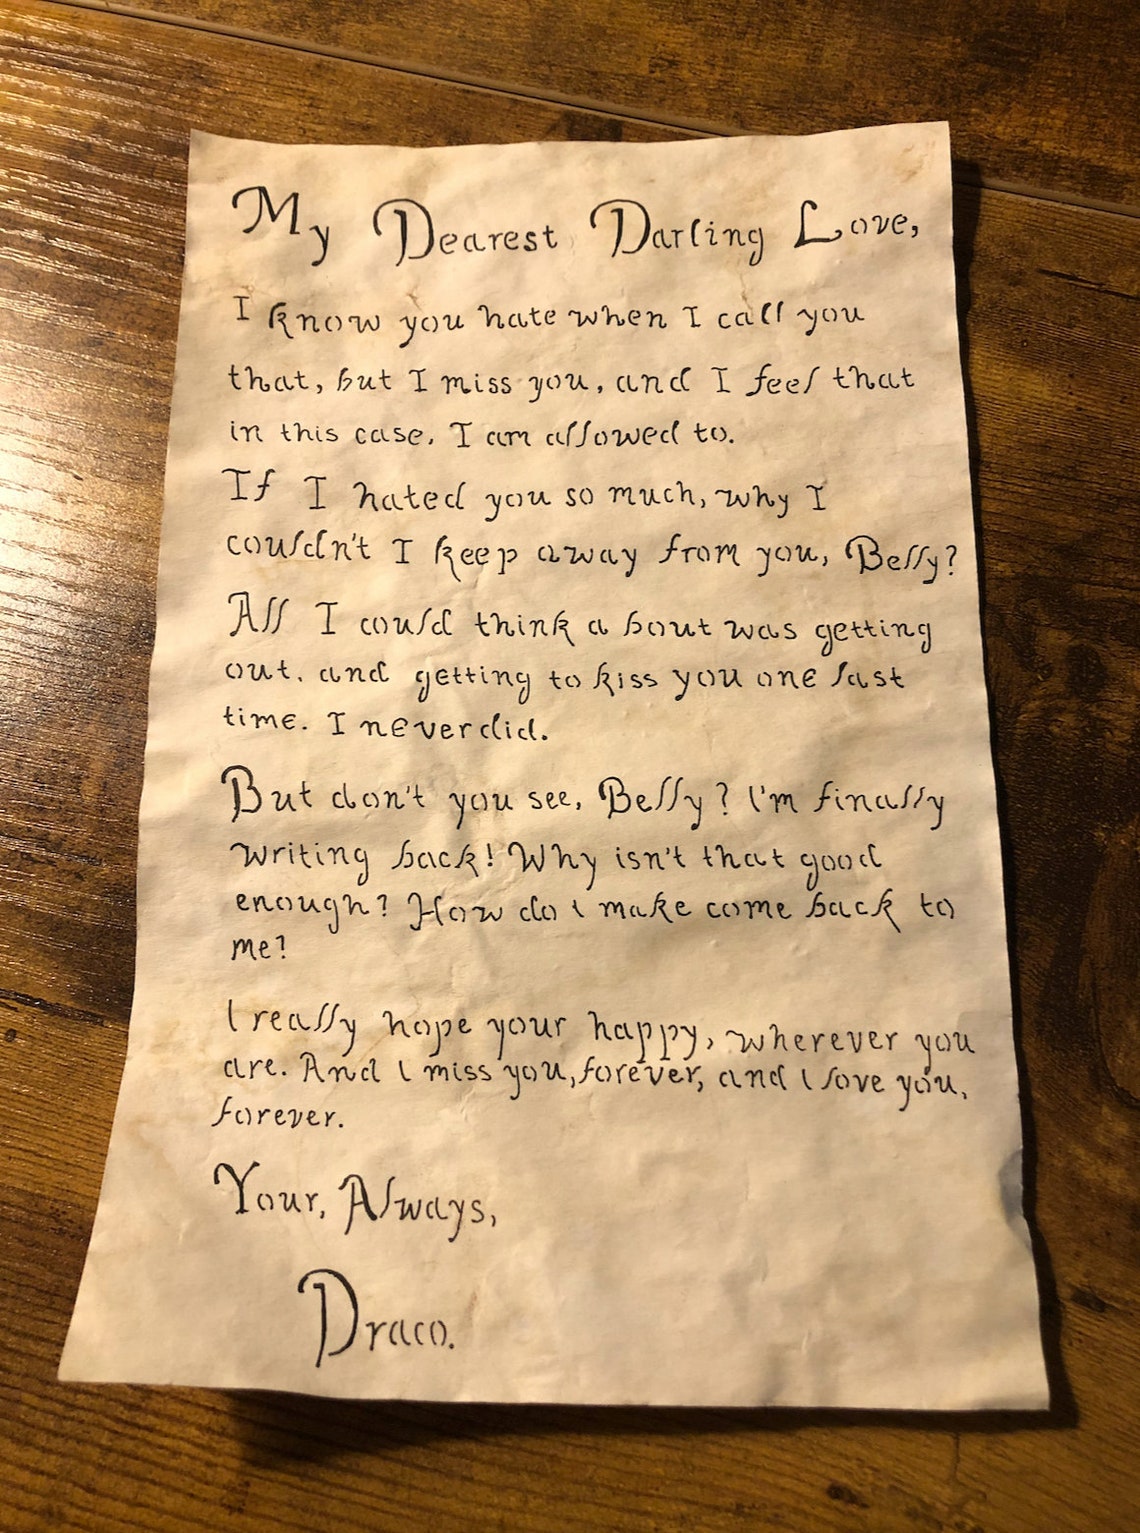 My Dearest Darling Love,
I know you hate when I call you
that, but I miss you, and I feel that
in this case, I am allowed to.
If I hated you so much, why I
couldn't I keep away from you, Belly?
All I could think a bout was getting
out. and getting to kiss you one last
time. I never did.
But don't you see, Belly? I'm finally
writing back! Why isn't that good
enough? How do i make come back to
me?
I really hope your happy, wherever you
are. And i miss you, forever, and i love you,
forever.
Your, Always,
Draco.